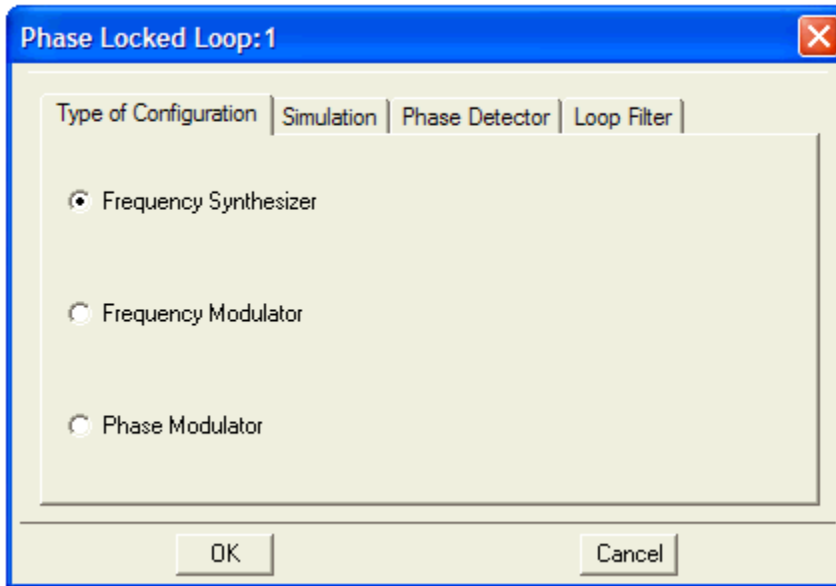 Phase Locked Loop:1
Type of Configuration Simulation Phase Detector Loop Filter
Frequency Synthesizer
Frequency Modulator
Phase Modulator
OK Cancel